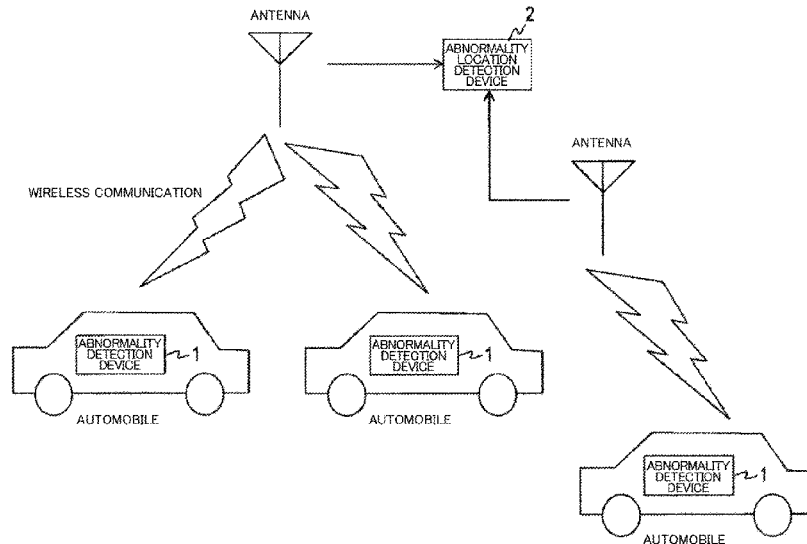 ANTENNA
2
ABNORMALITY
LOCATION
DETECTION
DEVICE
ANTENNA
WIRELESS COMMUNICATION
ABNORMALITY
DETECTION
DEVICE
1
AUTOMOBILE
ABNORMALITY
DETECTION
DEVICE
1
AUTOMOBILE
ABNORMALITY
DETECTION
DEVICE
1
AUTOMOBILE